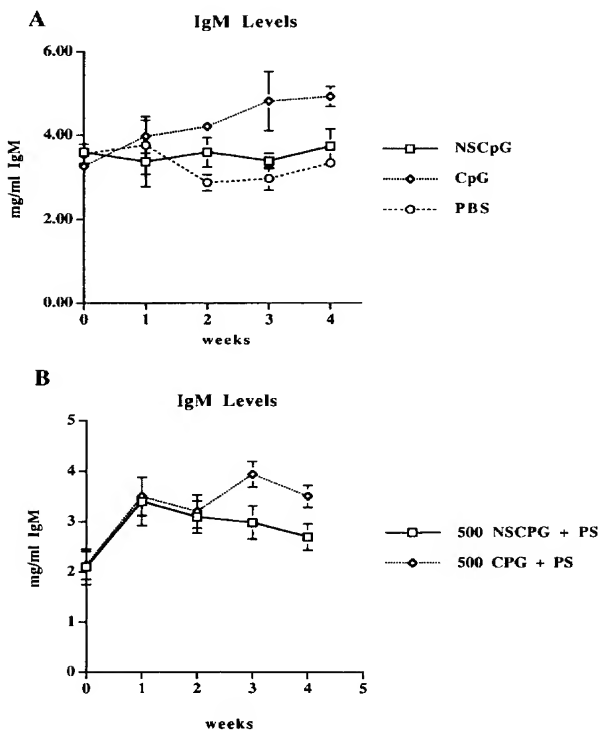 A
IgM Levels
6.00
4.00
2.00
0.00
mg/ml IgM
0 1 2 3 4
weeks
NSCpG
CpG
PBS
B
IgM Levels
5
4
3
2
1
0
mg/ml IgM
0 1 2 3 4 5
weeks
500 NSCPG + PS
500 CPG + PS